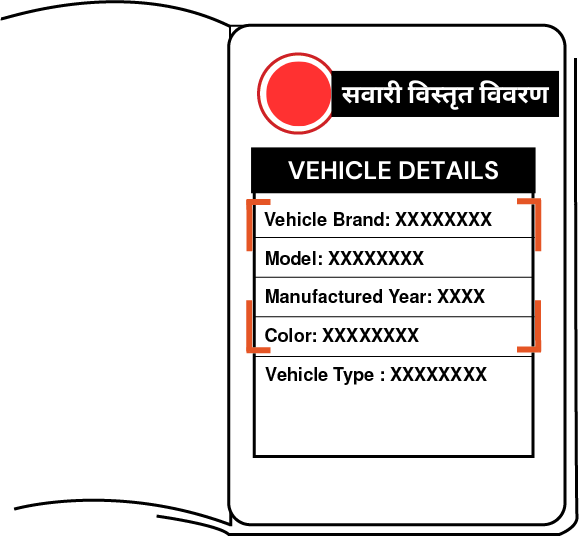 सवारी विस्तृत विवरण
VEHICLE DETAILS
Vehicle Brand: XXXXXXXX
Model: XXXXXXXX
Manufactured Year: XXXX
Color: XXXXXXXX
Vehicle Type : XXXXXXXX